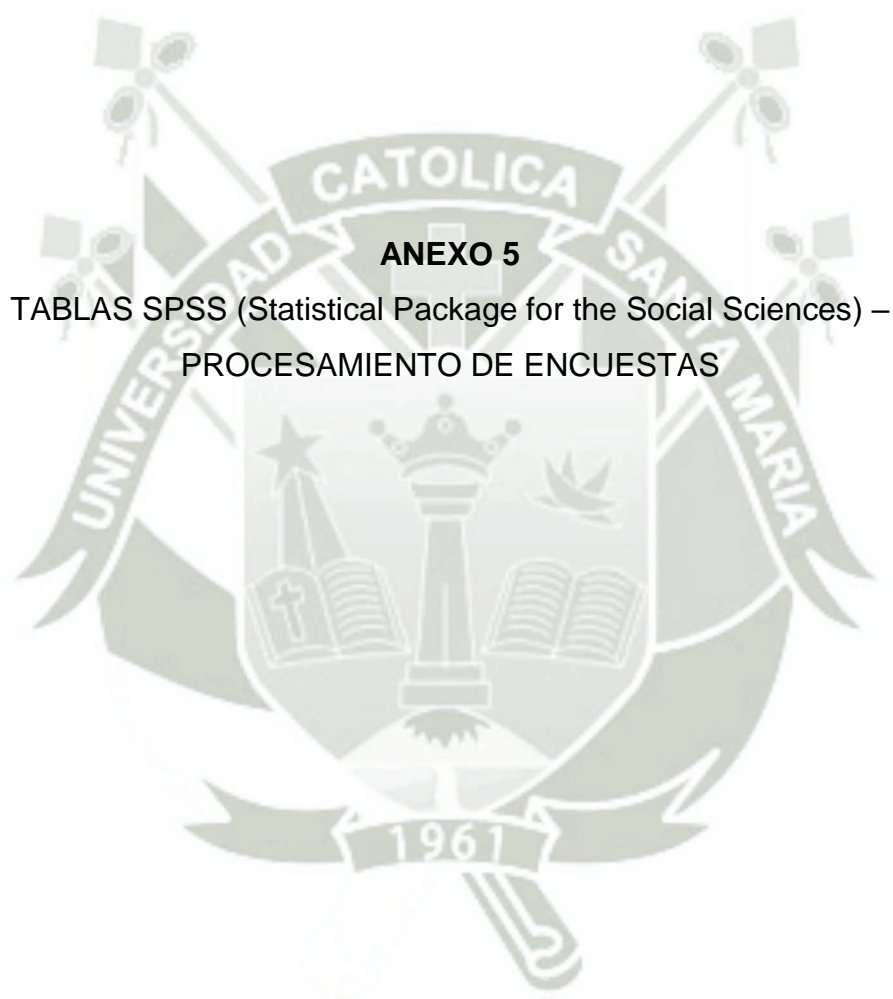 CATOLICA
UNIVERSIDAD
SANTA MARIA
ANEXO 5
TABLAS SPSS (Statistical Package for the Social Sciences) –
PROCESAMIENTO DE ENCUESTAS
1961